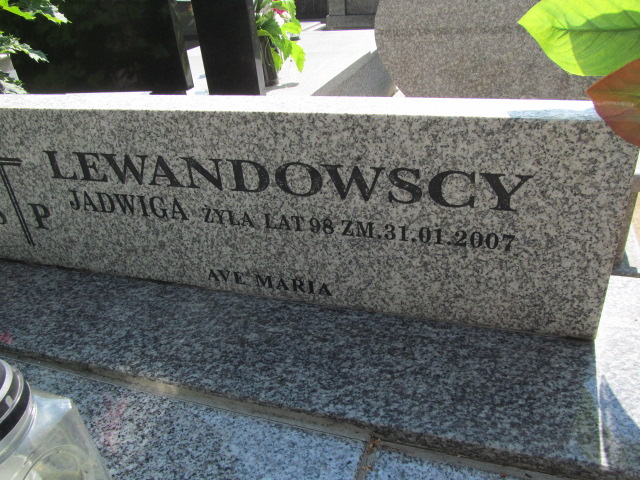 LEWANDOWSCY
Ś P
JADWIGA ŻYŁA LAT 98 ZM.31.01.2007
AVE MARIA